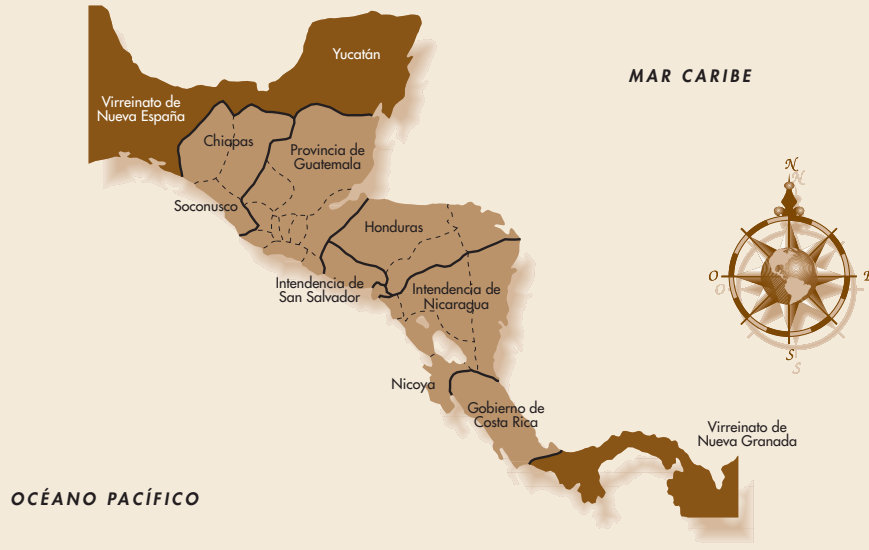 Yucatán
MAR CARIBE
Virreinato de
Nueva España
Chiapas
Provincia de
Guatemala
N
Soconusco
Honduras
O
E
Intendencia de
San Salvador
Intendencia de
Nicaragua
S
Nicoya
Gobierno de
Costa Rica
Virreinato de
Nueva Granada
OCÉANO PACÍFICO